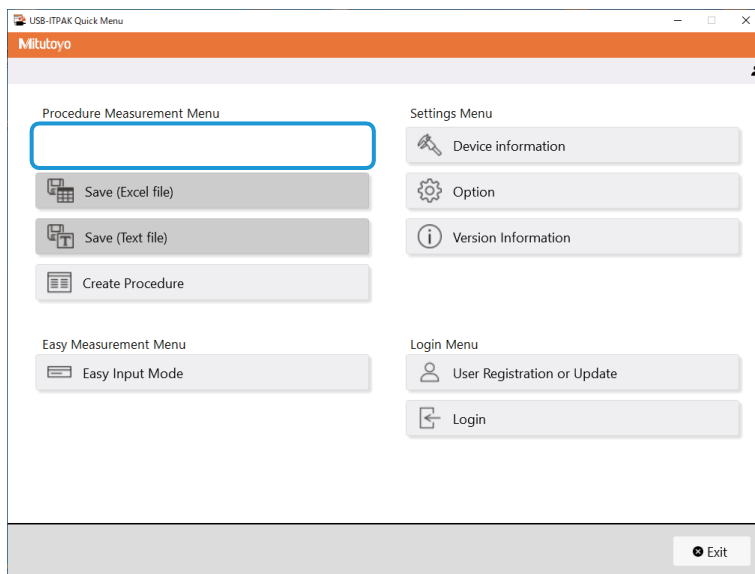 USB-ITPAK Quick Menu
Mitutoyo
Procedure Measurement Menu
Save (Excel file)
Save (Text file)
Create Procedure
Easy Measurement Menu
Easy Input Mode
Settings Menu
Device information
Option
Version Information
Login Menu
User Registration or Update
Login
Exit